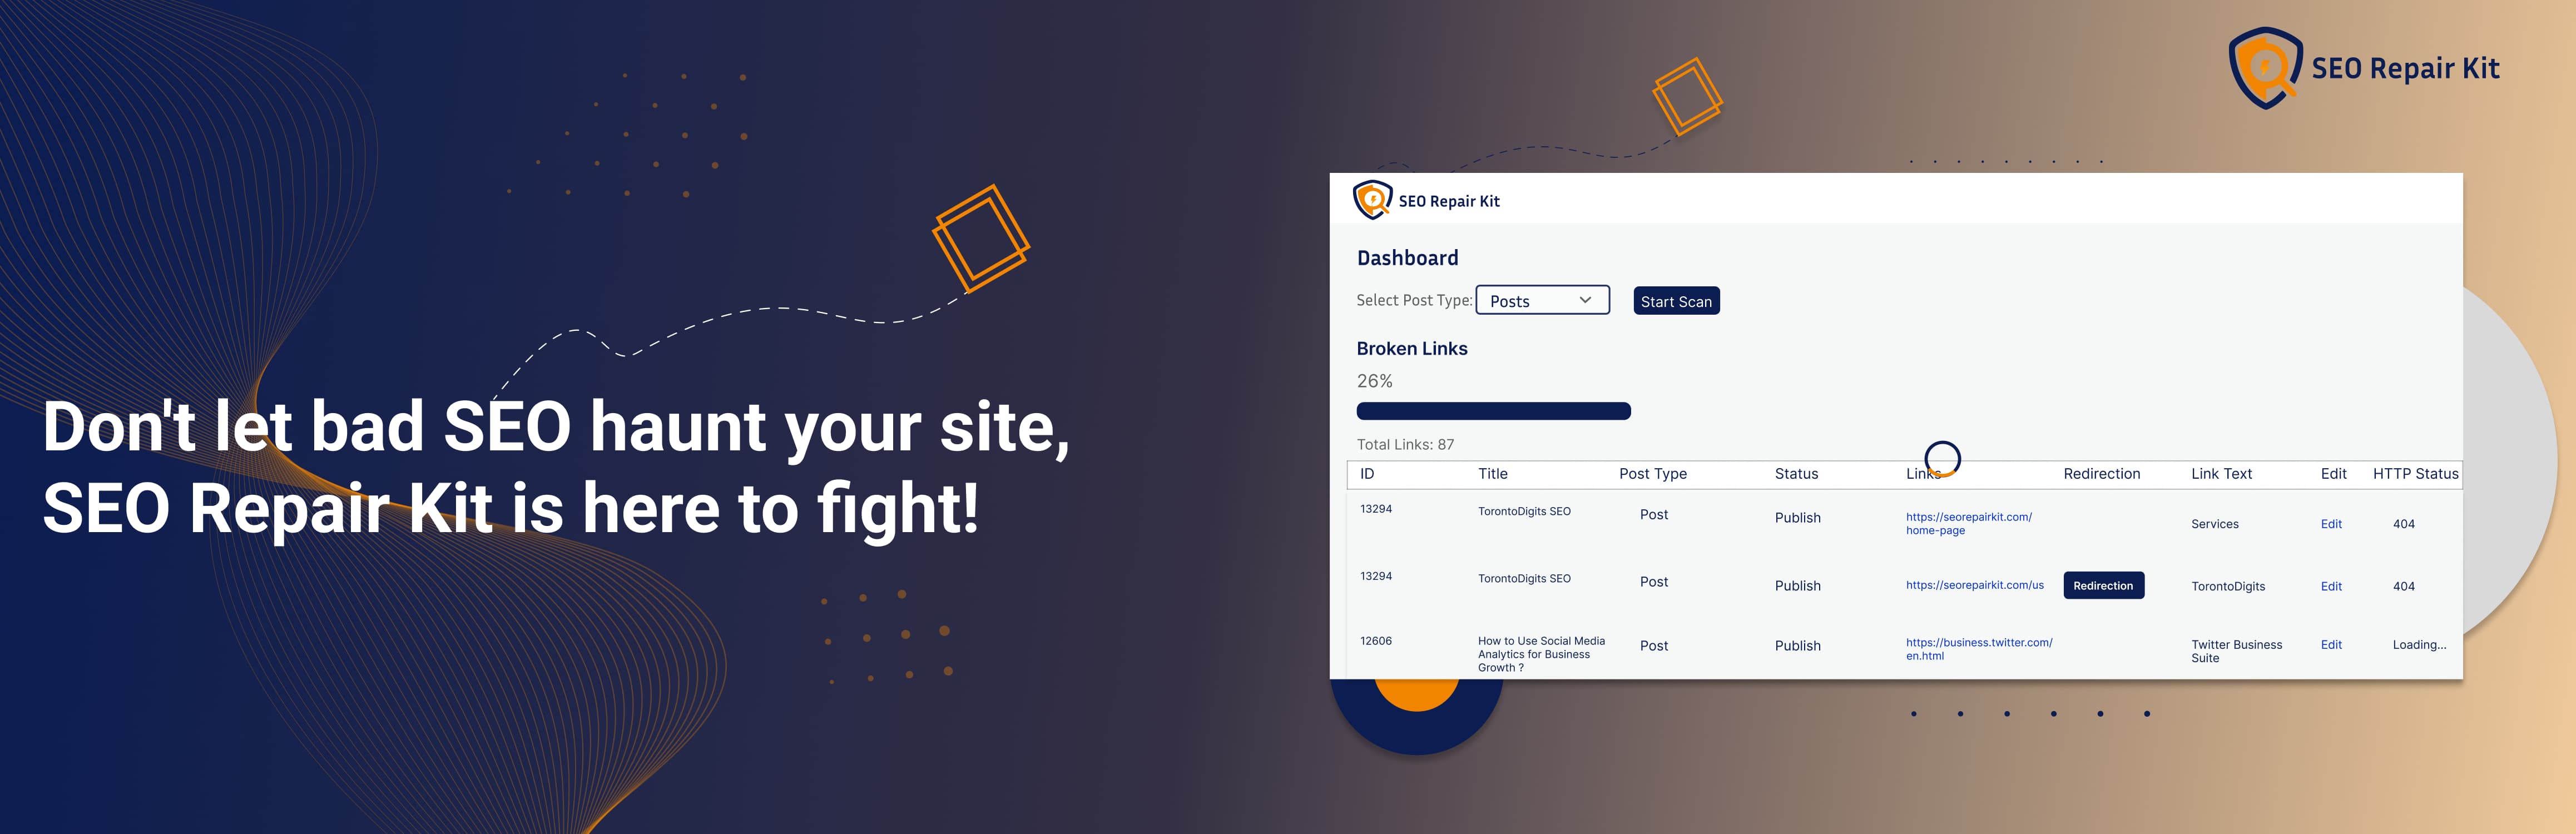 SEO Repair Kit
Don't let bad SEO haunt your site,
SEO Repair Kit is here to fight!
SEO Repair Kit
Dashboard
Select Post Type: Posts Start Scan
Broken Links
26%
Total Links: 87
ID Title Post Type Status Links Redirection Link Text Edit HTTP Status
13294 TorontoDigits SEO Post Publish https://seorepairkit.com/ Services Edit 404
home-page
13294 TorontoDigits SEO Post Publish https://seorepairkit.com/us Redirection TorontoDigits Edit 404
12606 How to Use Social Media Post Publish https://business.twitter.com/ Twitter Business Edit Loading...
Analytics for Business en.html Suite
Growth ?